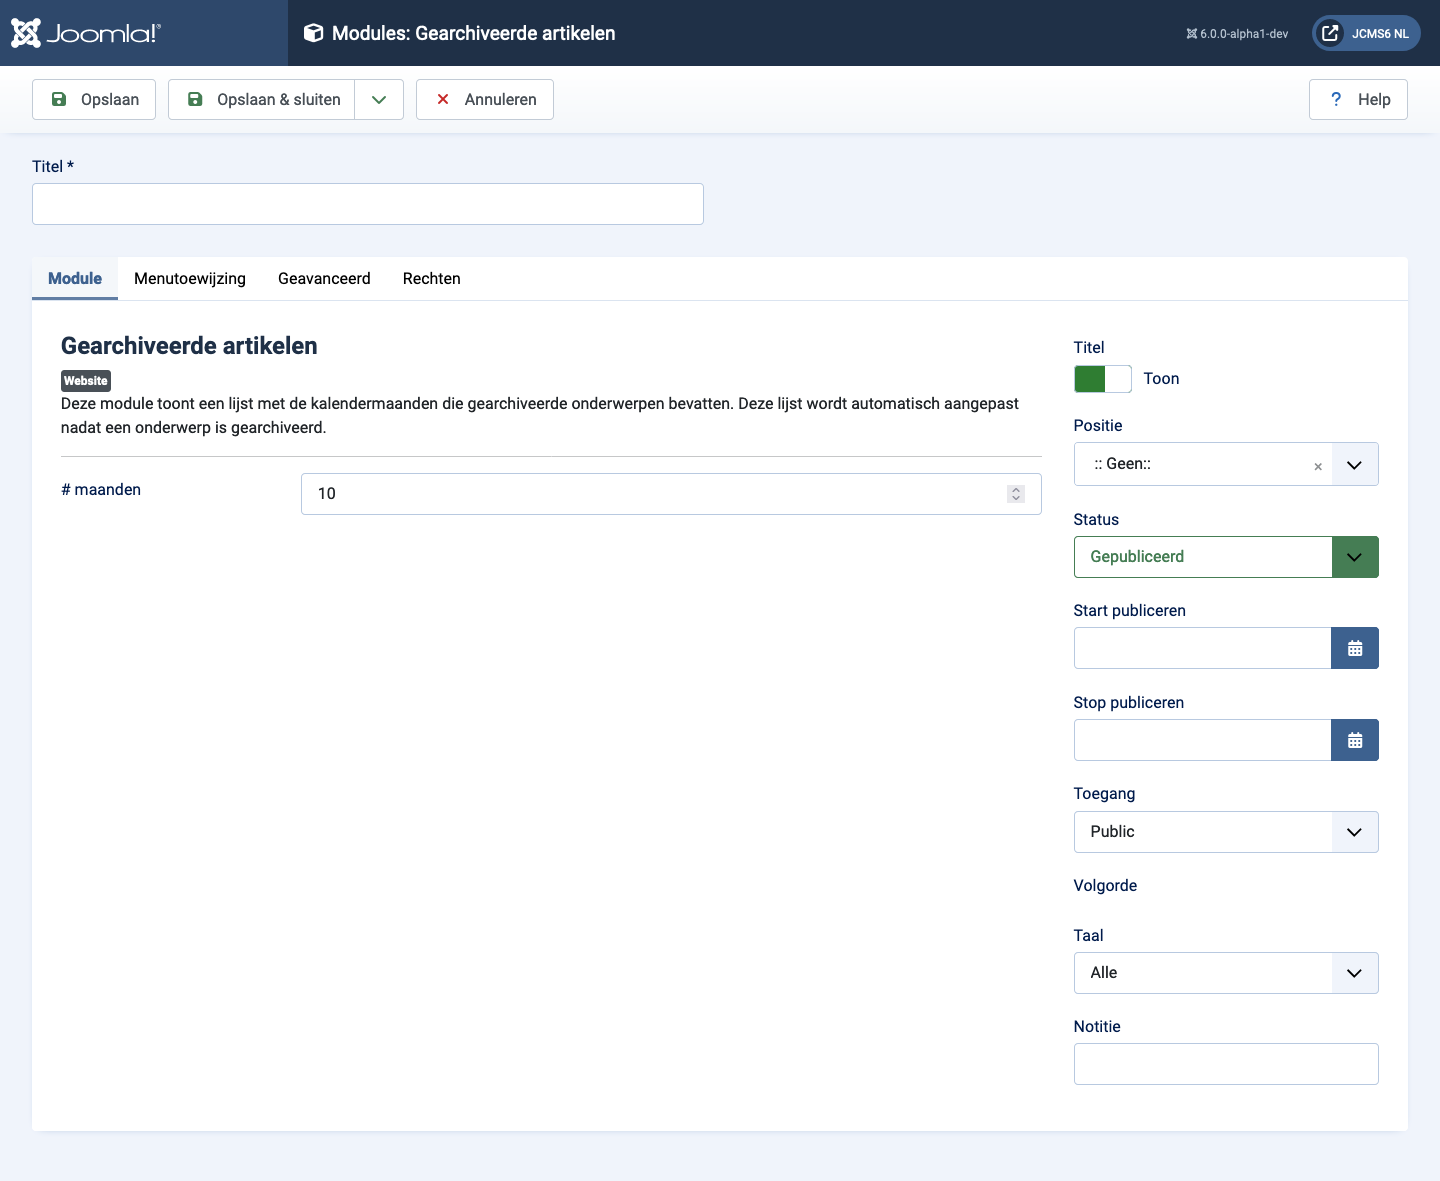 Joomla!
Modules: Gearchiveerde artikelen
6.0.0-alpha1-dev
JCMS6 NL
Opslaan
Opslaan & sluiten
Annuleren
? Help
Titel *
Module
Menutoewijzing
Geavanceerd
Rechten
Gearchiveerde artikelen
Website
Deze module toont een lijst met de kalendermaanden die gearchiveerde onderwerpen bevatten. Deze lijst wordt automatisch aangepast
nadat een onderwerp is gearchiveerd.
# maanden
10
Titel
Toon
Positie
:: Geen::
×
Status
Gepubliceerd
Start publiceren
Stop publiceren
Toegang
Public
Volgorde
Taal
Alle
Notitie